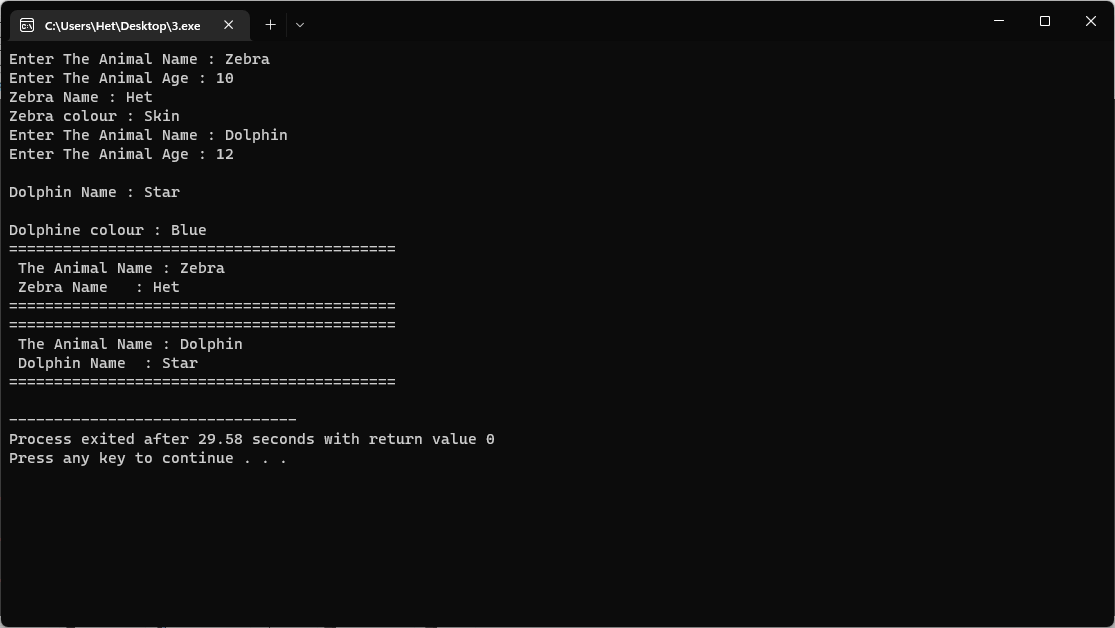 C:\Users\Het\Desktop\3.exe
Enter The Animal Name : Zebra
Enter The Animal Age : 10
Zebra Name : Het
Zebra colour : Skin
Enter The Animal Name : Dolphin
Enter The Animal Age : 12
Dolphin Name : Star
Dolphine colour : Blue
===========================================
 The Animal Name : Zebra
 Zebra Name   : Het
===========================================
===========================================
 The Animal Name : Dolphin
 Dolphin Name  : Star
===========================================
--------------------------------
Process exited after 29.58 seconds with return value 0
Press any key to continue . . .